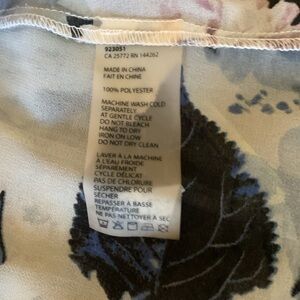 923051
CA 25772 RN 144262
MADE IN CHINA
FAIT EN CHINE
100% POLYESTER
MACHINE WASH COLD
SEPARATELY
AT GENTLE CYCLE
DO NOT BLEACH
HANG TO DRY
IRON ON LOW
DO NOT DRY CLEAN
LAVER À LA MACHINE
À L'EAU FROIDE
SÉPAREMENT
CYCLE DÉLICAT
PAS DE CHLORURE
SUSPENDRE POUR
SÉCHER
REPASSER À BASSE
TEMPÉRATURE
NE PAS NETTOYER À SEC